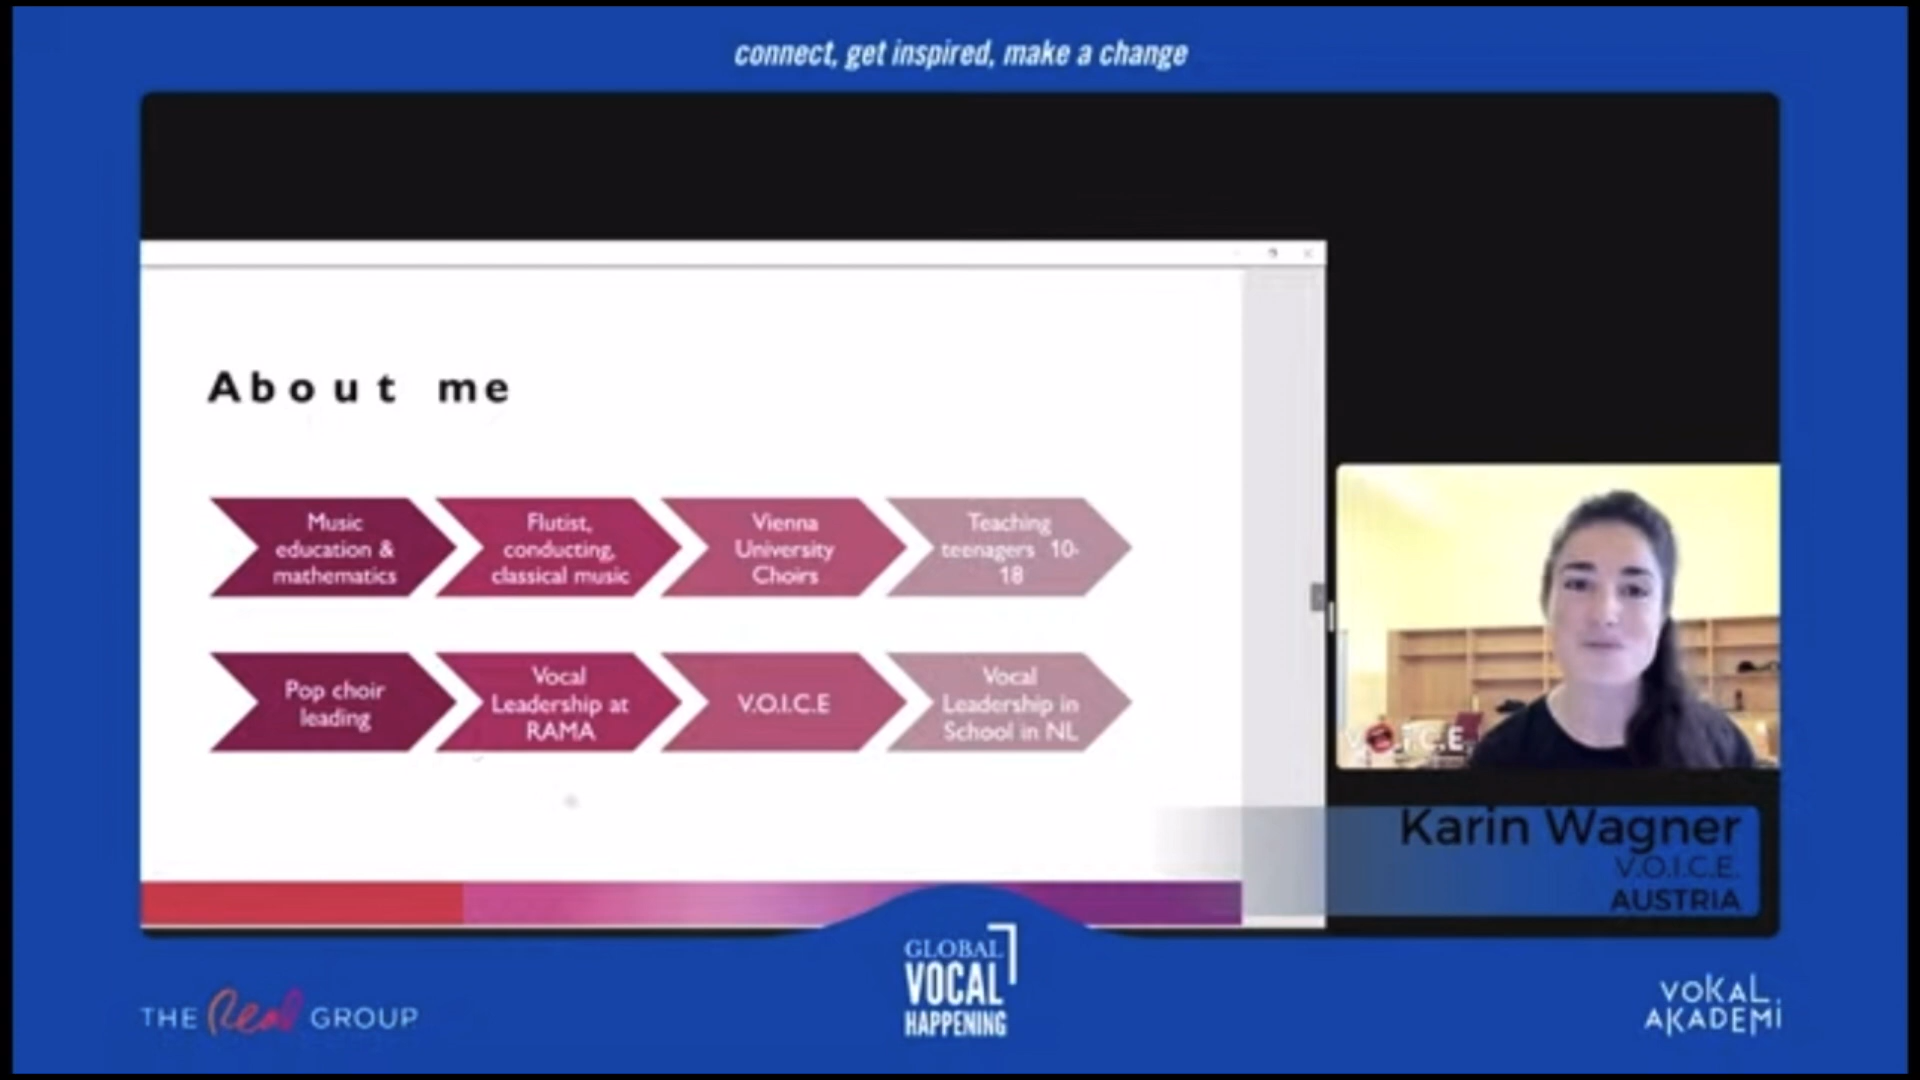 connect, get inspired, make a change
About me
Music
education &
mathematics
Flutist,
conducting,
classical music
Vienna
University
Choirs
Teaching
teenagers 10-
18
Pop choir
leading
Vocal
Leadership at
RAMA
V.O.I.C.E
Vocal
Leadership in
School in NL
V.O.I.C.E.
Karin Wagner
V.O.I.C.E.
AUSTRIA
THE Real GROUP
GLOBAL
VOCAL
HAPPENING
VOKAL
AKADEMI